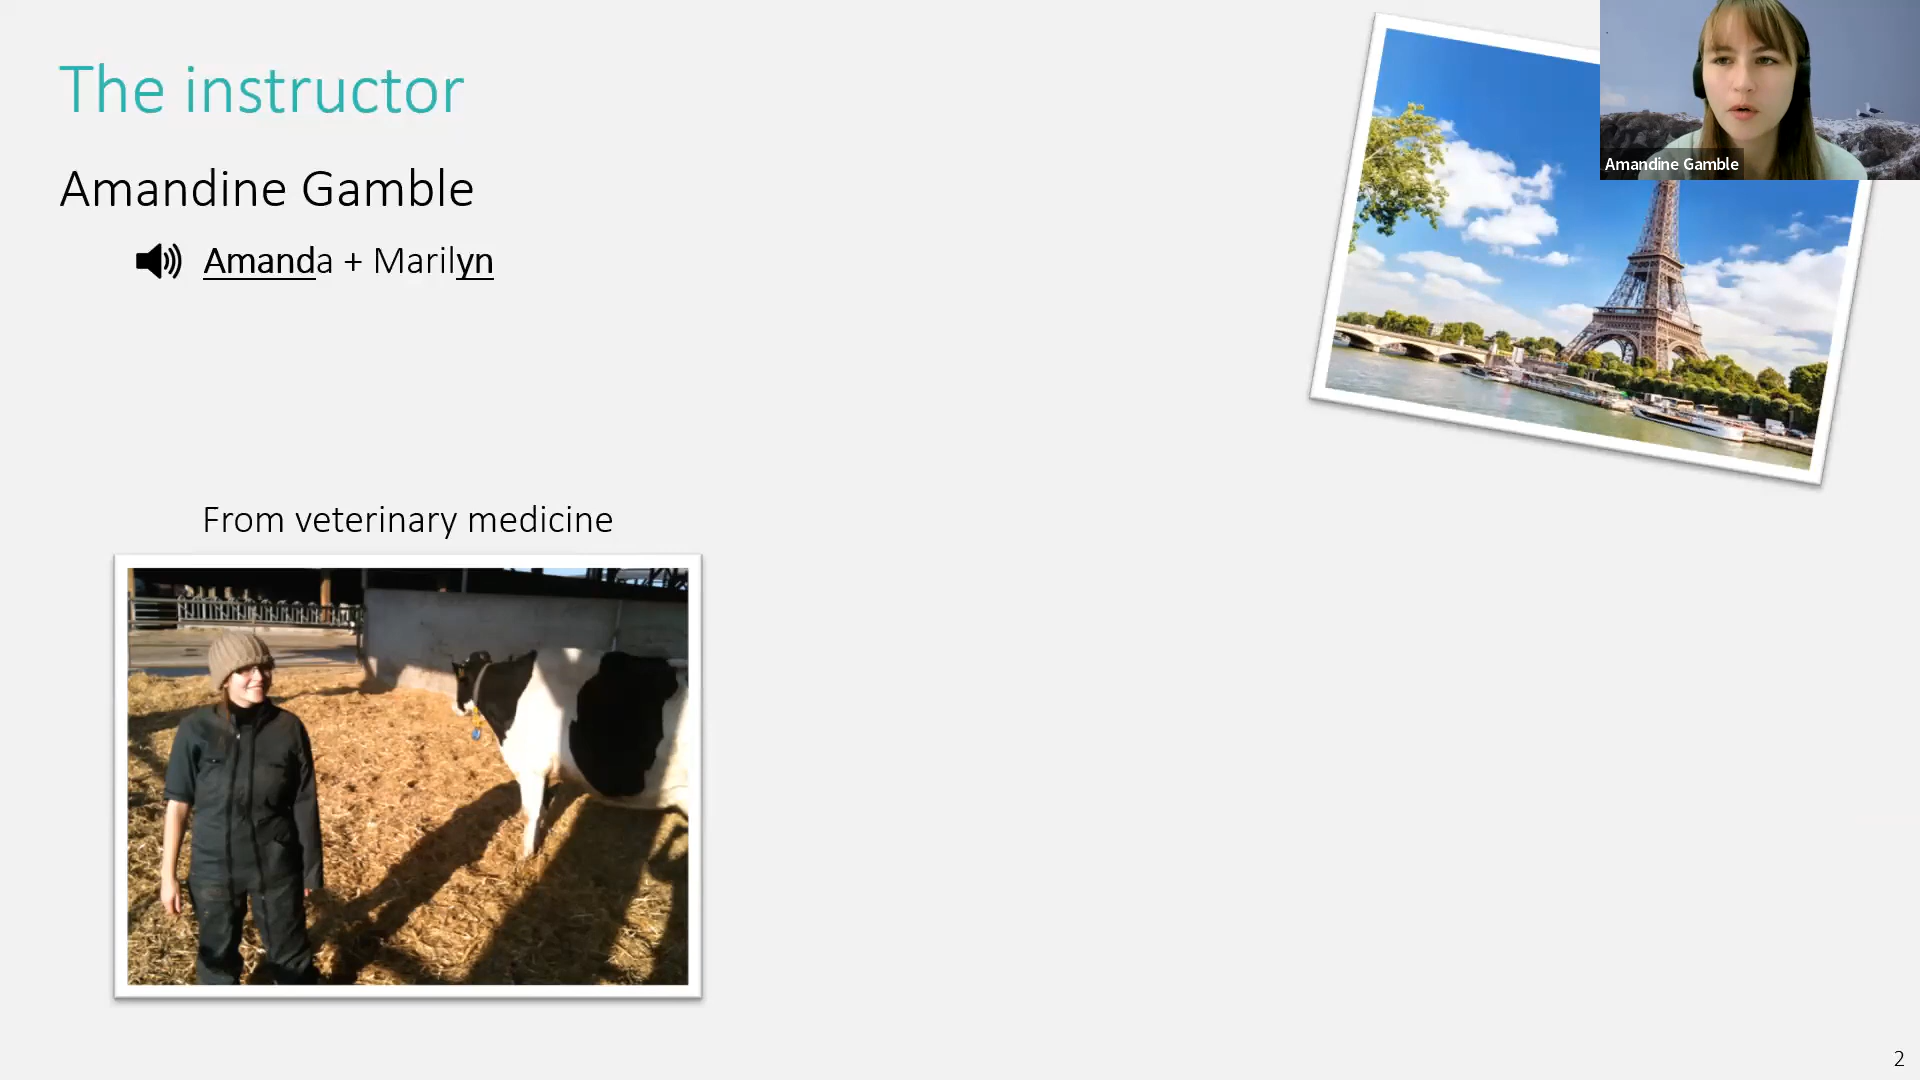 The instructor
Amandine Gamble
Amanda + Marilyn
Amandine Gamble
From veterinary medicine
2